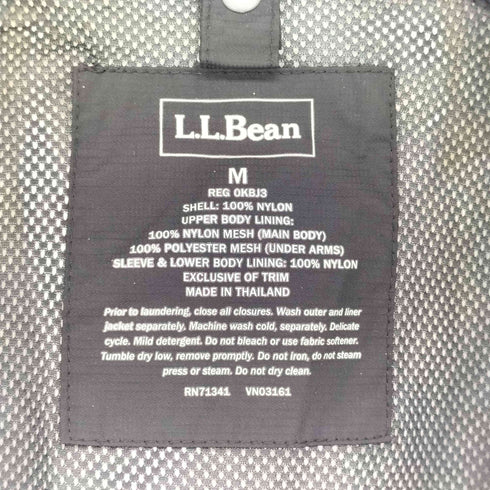 L.L.Bean
M
REG 0KBJ3
SHELL: 100% NYLON
UPPER BODY LINING:
100% NYLON MESH (MAIN BODY)
100% POLYESTER MESH (UNDER ARMS)
SLEEVE & LOWER BODY LINING: 100% NYLON
EXCLUSIVE OF TRIM
MADE IN THAILAND
Prior to laundering, close all closures. Wash outer and liner
jacket separately. Machine wash cold, separately. Delicate
cycle. Mild detergent. Do not bleach or use fabric softener.
Tumble dry low, remove promptly. Do not iron, do not steam
press or steam. Do not dry clean.
RN71341 VN03161